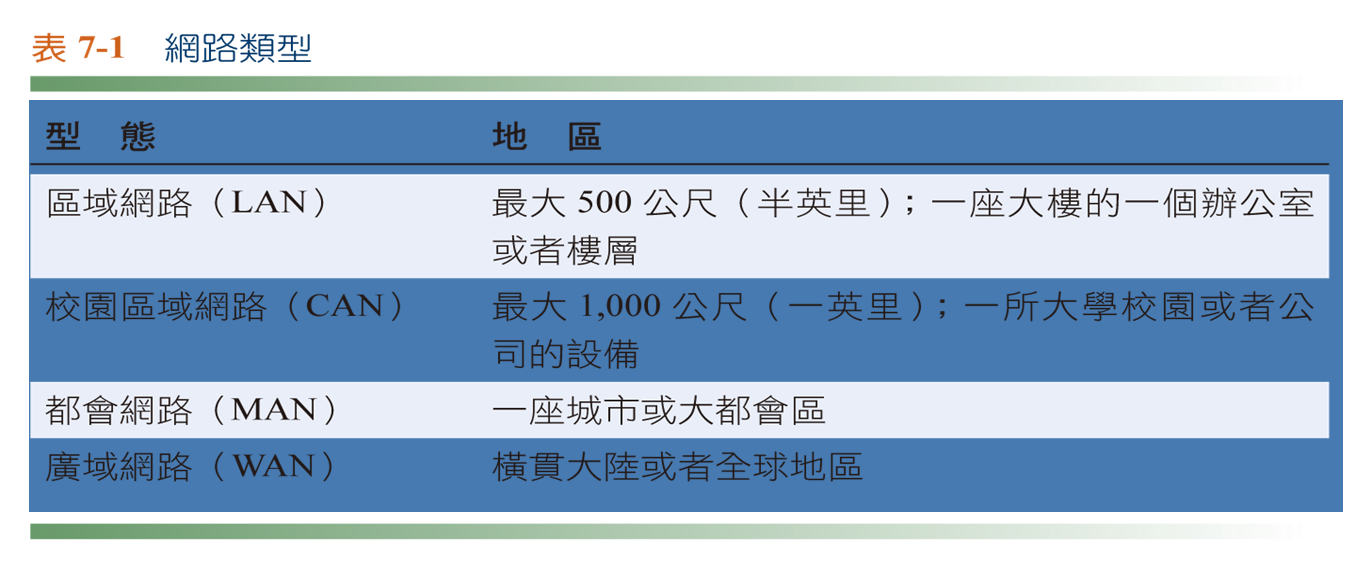 表 7-1 網路類型
型 態 地 區
區域網路（LAN） 最大 500 公尺（半英里）；一座大樓的一個辦公室
或者樓層
校園區域網路（CAN） 最大 1,000 公尺（一英里）；一所大學校園或者公
司的設備
都會網路（MAN） 一座城市或大都會區
廣域網路（WAN） 橫貫大陸或者全球地區